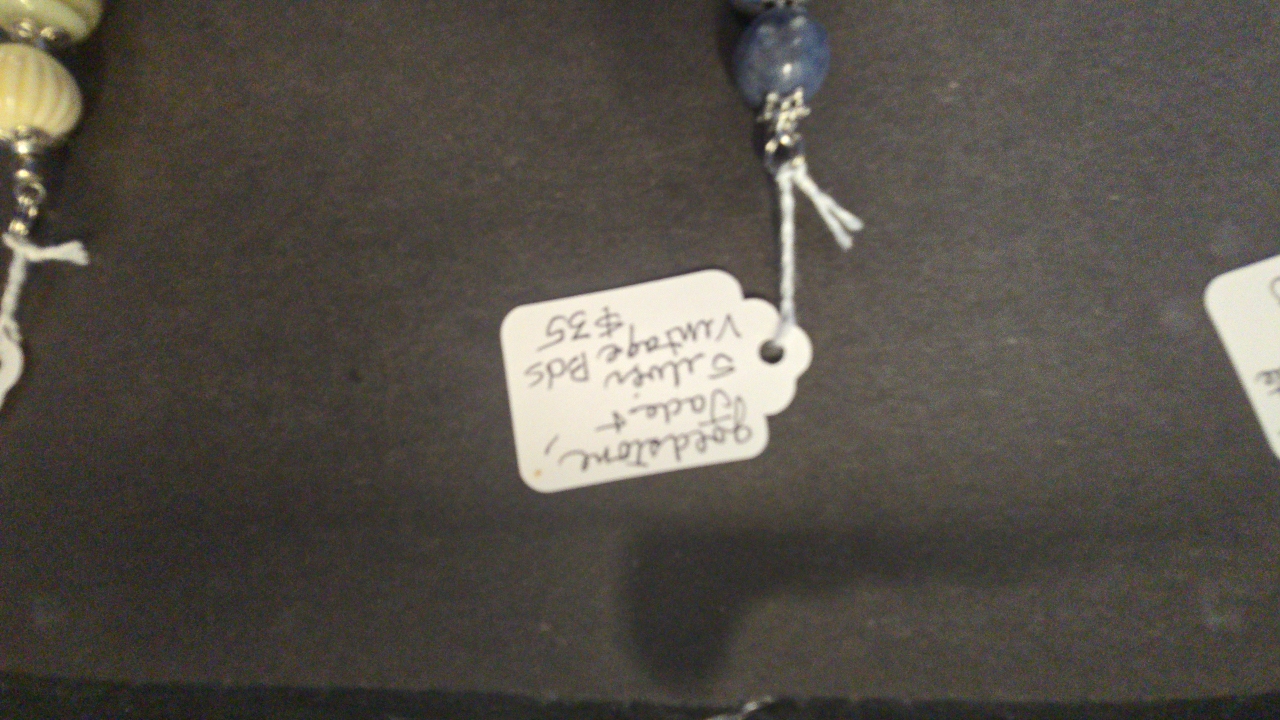 goldstone,
Jade +
Silver Bds
Vintage
$35